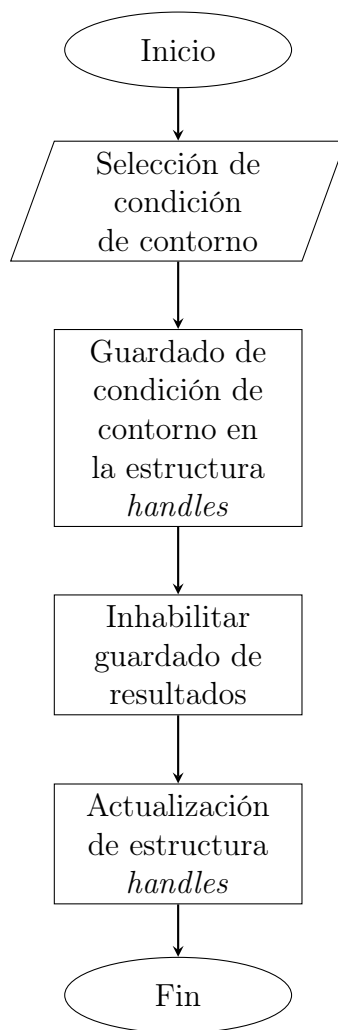 Inicio
Selección de
condición
de contorno
Guardado de
condición de
contorno en
la estructura
handles
Inhabilitar
guardado de
resultados
Actualización
de estructura
handles
Fin